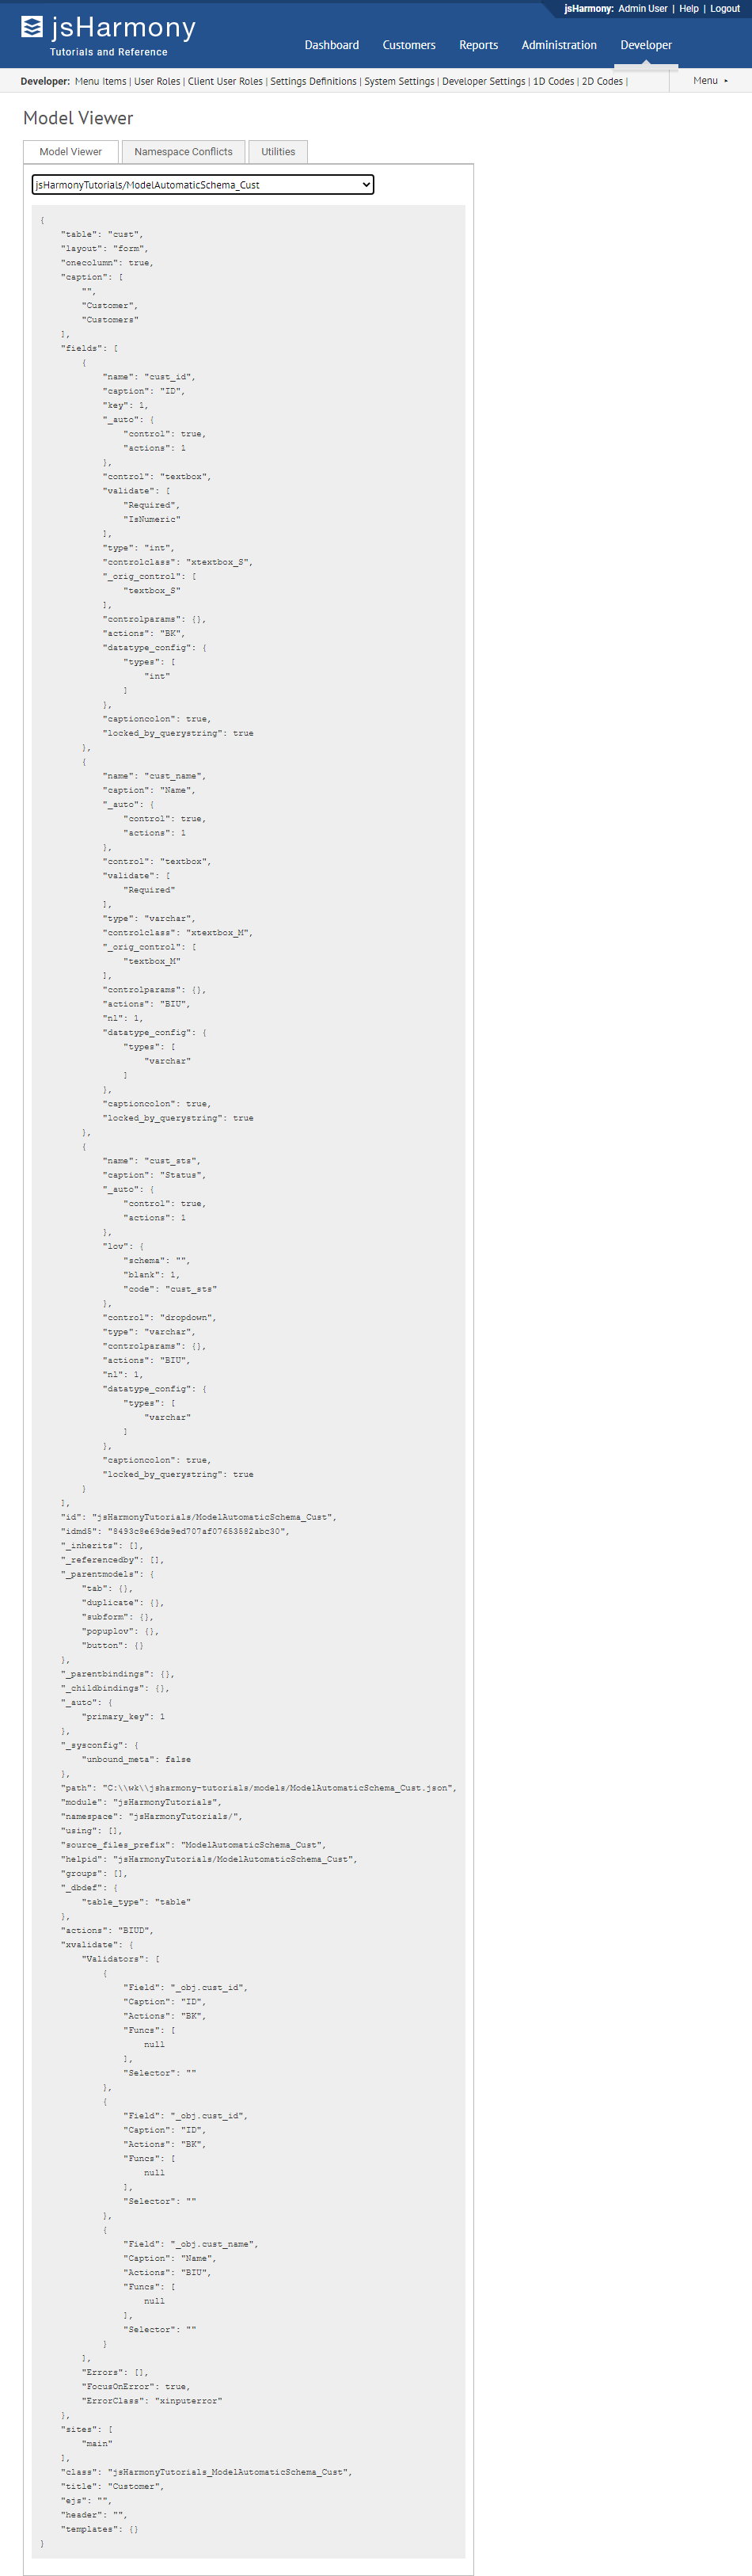 jsHarmony: Admin User | Help | Logout
jsHarmony
Tutorials and Reference
Dashboard Customers Reports Administration Developer
Developer: Menu Items | User Roles | Client User Roles | Settings Definitions | System Settings | Developer Settings | 1D Codes | 2D Codes | Menu
Model Viewer
Model Viewer Namespace Conflicts Utilities
jsHarmonyTutorials/ModelAutomaticSchema_Cust
{
    "table": "cust",
    "layout": "form",
    "onecolumn": true,
    "caption": [
        "",
        "Customer",
        "Customers"
    ],
    "fields": [
        {
            "name": "cust_id",
            "caption": "ID",
            "key": 1,
            "_auto": {
                "control": true,
                "actions": 1
            },
            "control": "textbox",
            "validate": [
                "Required",
                "IsNumeric"
            ],
            "type": "int",
            "controlclass": "xtextbox_S",
            "_orig_control": [
                "textbox_S"
            ],
            "controlparams": {},
            "actions": "BK",
            "datatype_config": {
                "types": [
                    "int"
                ]
            },
            "captioncolon": true,
            "locked_by_querystring": true
        },
        {
            "name": "cust_name",
            "caption": "Name",
            "_auto": {
                "control": true,
                "actions": 1
            },
            "control": "textbox",
            "validate": [
                "Required"
            ],
            "type": "varchar",
            "controlclass": "xtextbox_M",
            "_orig_control": [
                "textbox_M"
            ],
            "controlparams": {},
            "actions": "BIU",
            "nl": 1,
            "datatype_config": {
                "types": [
                    "varchar"
                ]
            },
            "captioncolon": true,
            "locked_by_querystring": true
        },
        {
            "name": "cust_sts",
            "caption": "Status",
            "_auto": {
                "control": true,
                "actions": 1
            },
            "lov": {
                "schema": "",
                "blank": 1,
                "code": "cust_sts"
            },
            "control": "dropdown",
            "type": "varchar",
            "controlparams": {},
            "actions": "BIU",
            "nl": 1,
            "datatype_config": {
                "types": [
                    "varchar"
                ]
            },
            "captioncolon": true,
            "locked_by_querystring": true
        }
    ],
    "id": "jsHarmonyTutorials/ModelAutomaticSchema_Cust",
    "idmd5": "8493c8e69de9ed707af07653582abc30",
    "_inherits": [],
    "_referencedby": [],
    "_parentmodels": {
        "tab": {},
        "duplicate": {},
        "subform": {},
        "popuplov": {},
        "button": {}
    },
    "_parentbindings": {},
    "_childbindings": {},
    "_auto": {
        "primary_key": 1
    },
    "_sysconfig": {
        "unbound_meta": false
    },
    "path": "C:\\wk\\jsharmony-tutorials/models/ModelAutomaticSchema_Cust.json",
    "module": "jsHarmonyTutorials",
    "namespace": "jsHarmonyTutorials/",
    "using": [],
    "source_files_prefix": "ModelAutomaticSchema_Cust",
    "helpid": "jsHarmonyTutorials/ModelAutomaticSchema_Cust",
    "groups": [],
    "_dbdef": {
        "table_type": "table"
    },
    "actions": "BIUD",
    "xvalidate": {
        "Validators": [
            {
                "Field": "_obj.cust_id",
                "Caption": "ID",
                "Actions": "BK",
                "Funcs": [
                    null
                ],
                "Selector": ""
            },
            {
                "Field": "_obj.cust_id",
                "Caption": "ID",
                "Actions": "BK",
                "Funcs": [
                    null
                ],
                "Selector": ""
            },
            {
                "Field": "_obj.cust_name",
                "Caption": "Name",
                "Actions": "BIU",
                "Funcs": [
                    null
                ],
                "Selector": ""
            }
        ],
        "Errors": [],
        "FocusOnError": true,
        "ErrorClass": "xinputerror"
    },
    "sites": [
        "main"
    ],
    "class": "jsHarmonyTutorials_ModelAutomaticSchema_Cust",
    "title": "Customer",
    "ejs": "",
    "header": "",
    "templates": {}
}